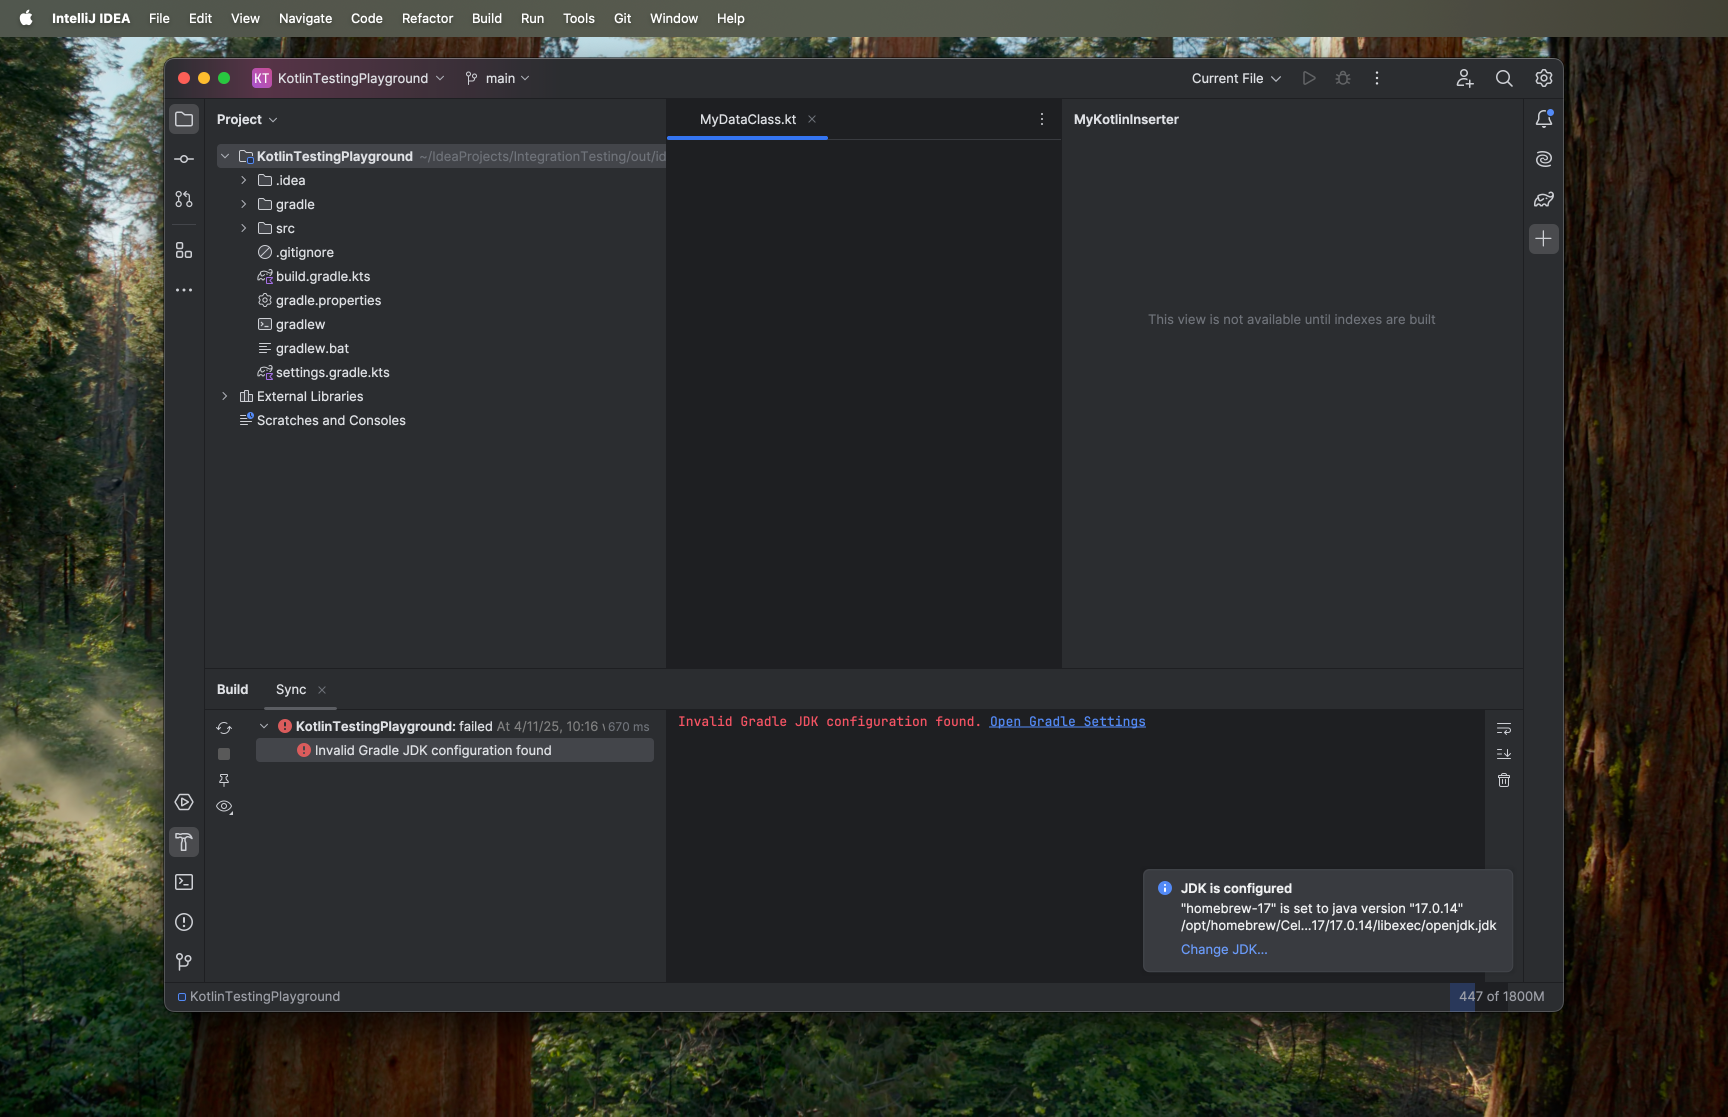 IntelliJ IDEA File Edit View Navigate Code Refactor Build Run Tools Git Window Help
KT KotlinTestingPlayground main Current File
Project
MyDataClass.kt
MyKotlinInserter
KotlinTestingPlayground ~/IdeaProjects/IntegrationTesting/out/id
.idea
gradle
src
.gitignore
build.gradle.kts
gradle.properties
gradlew
gradlew.bat
settings.gradle.kts
External Libraries
Scratches and Consoles
This view is not available until indexes are built
Build Sync
KotlinTestingPlayground: failed At 4/11/25, 10:16 670 ms
Invalid Gradle JDK configuration found
Invalid Gradle JDK configuration found. Open Gradle Settings
JDK is configured
"homebrew-17" is set to java version "17.0.14"
/opt/homebrew/Cel...17/17.0.14/libexec/openjdk.jdk
Change JDK...
KotlinTestingPlayground
447 of 1800M